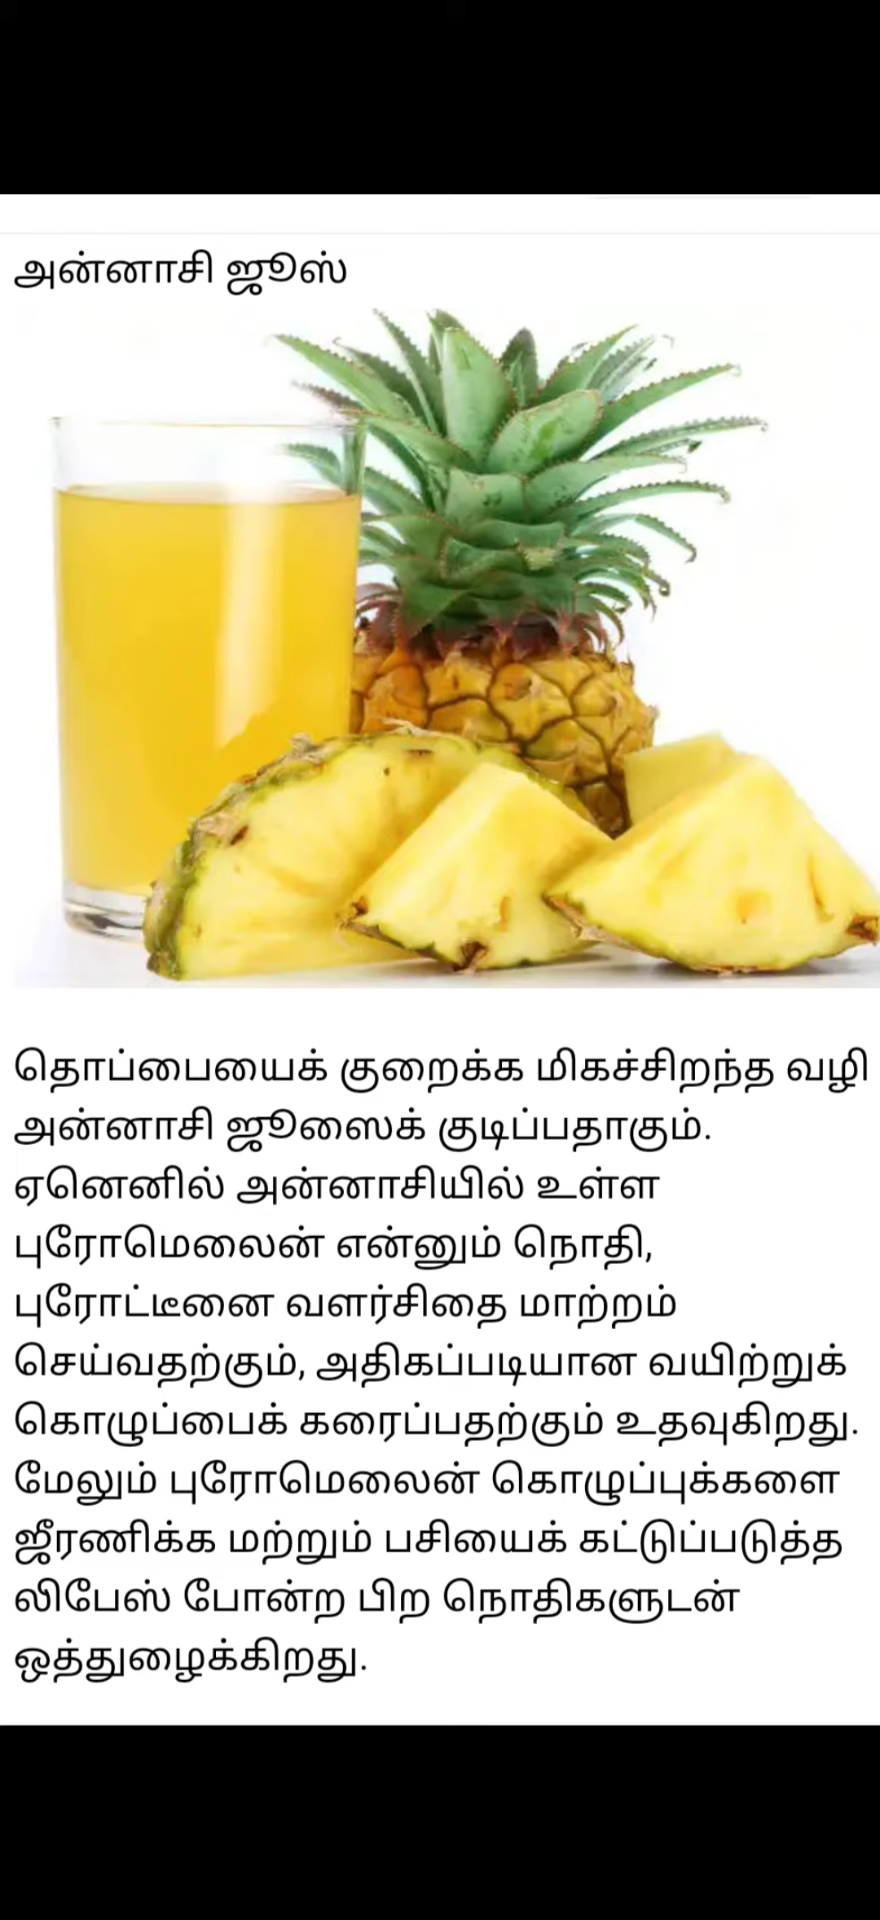 அன்னாசி ஜூஸ்
தொப்பையைக் குறைக்க மிகச்சிறந்த வழி
அன்னாசி ஜூஸைக் குடிப்பதாகும்.
ஏனெனில் அன்னாசியில் உள்ள
புரோமெலைன் என்னும் நொதி,
புரோட்டீனை வளர்சிதை மாற்றம்
செய்வதற்கும், அதிகப்படியான வயிற்றுக்
கொழுப்பைக் கரைப்பதற்கும் உதவுகிறது.
மேலும் புரோமெலைன் கொழுப்புக்களை
ஜீரணிக்க மற்றும் பசியைக் கட்டுப்படுத்த
லிபேஸ் போன்ற பிற நொதிகளுடன்
ஒத்துழைக்கிறது.